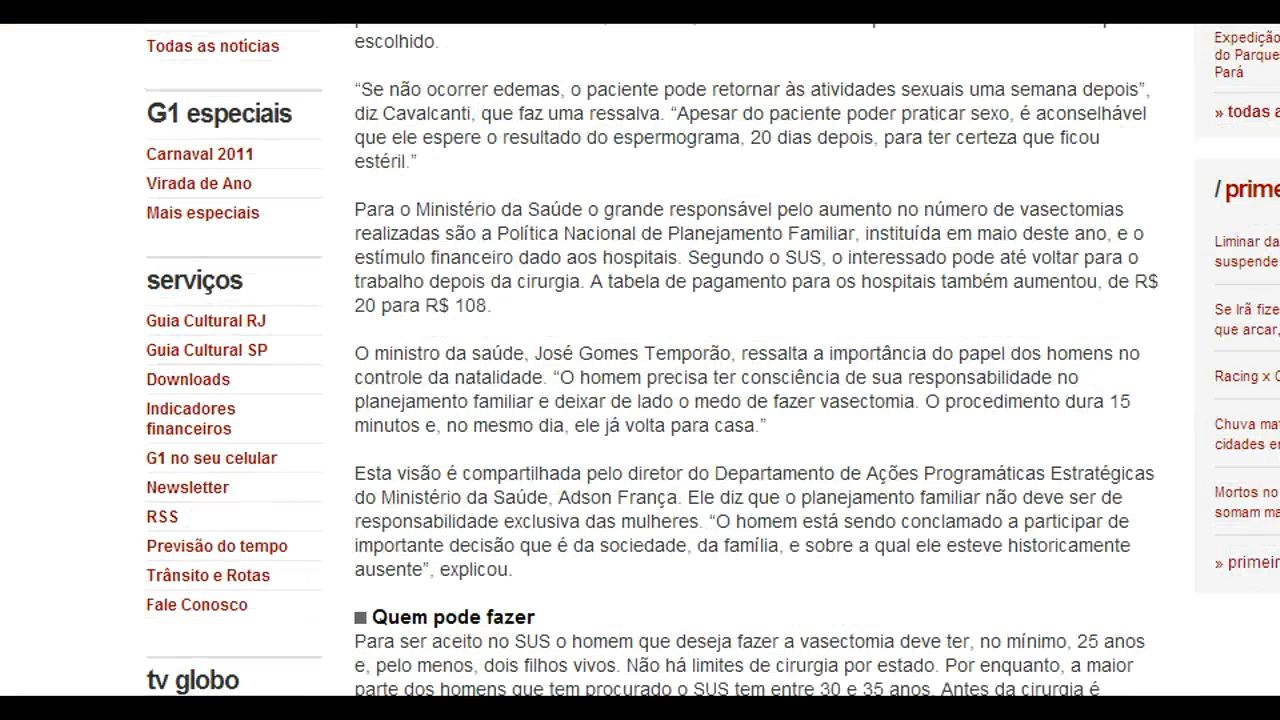 Todas as notícias
G1 especiais
Carnaval 2011
Virada de Ano
Mais especiais
serviços
Guia Cultural RJ
Guia Cultural SP
Downloads
Indicadores
financeiros
G1 no seu celular
Newsletter
RSS
Previsão do tempo
Trânsito e Rotas
Fale Conosco
tv globo
escolhido.
“Se não ocorrer edemas, o paciente pode retornar às atividades sexuais uma semana depois”,
diz Cavalcanti, que faz uma ressalva. “Apesar do paciente poder praticar sexo, é aconselhável
que ele espere o resultado do espermograma, 20 dias depois, para ter certeza que ficou
estéril.”
Para o Ministério da Saúde o grande responsável pelo aumento no número de vasectomias
realizadas são a Política Nacional de Planejamento Familiar, instituída em maio deste ano, e o
estímulo financeiro dado aos hospitais. Segundo o SUS, o interessado pode até voltar para o
trabalho depois da cirurgia. A tabela de pagamento para os hospitais também aumentou, de R$
20 para R$ 108.
O ministro da saúde, José Gomes Temporão, ressalta a importância do papel dos homens no
controle da natalidade. “O homem precisa ter consciência de sua responsabilidade no
planejamento familiar e deixar de lado o medo de fazer vasectomia. O procedimento dura 15
minutos e, no mesmo dia, ele já volta para casa.”
Esta visão é compartilhada pelo diretor do Departamento de Ações Programáticas Estratégicas
do Ministério da Saúde, Adson França. Ele diz que o planejamento familiar não deve ser de
responsabilidade exclusiva das mulheres. “O homem está sendo conclamado a participar de
importante decisão que é da sociedade, da família, e sobre a qual ele esteve historicamente
ausente”, explicou.
Quem pode fazer
Para ser aceito no SUS o homem que deseja fazer a vasectomia deve ter, no mínimo, 25 anos
e, pelo menos, dois filhos vivos. Não há limites de cirurgia por estado. Por enquanto, a maior
parte dos homens que tem procurado o SUS tem entre 30 e 35 anos. Antes da cirurgia é
Expedição
do Parque
Pará
» todas a
/ prime
Liminar da
suspende
Se Irã fize
que arcar,
Racing x
Chuva ma
cidades e
Mortos no
somam ma
» primeir